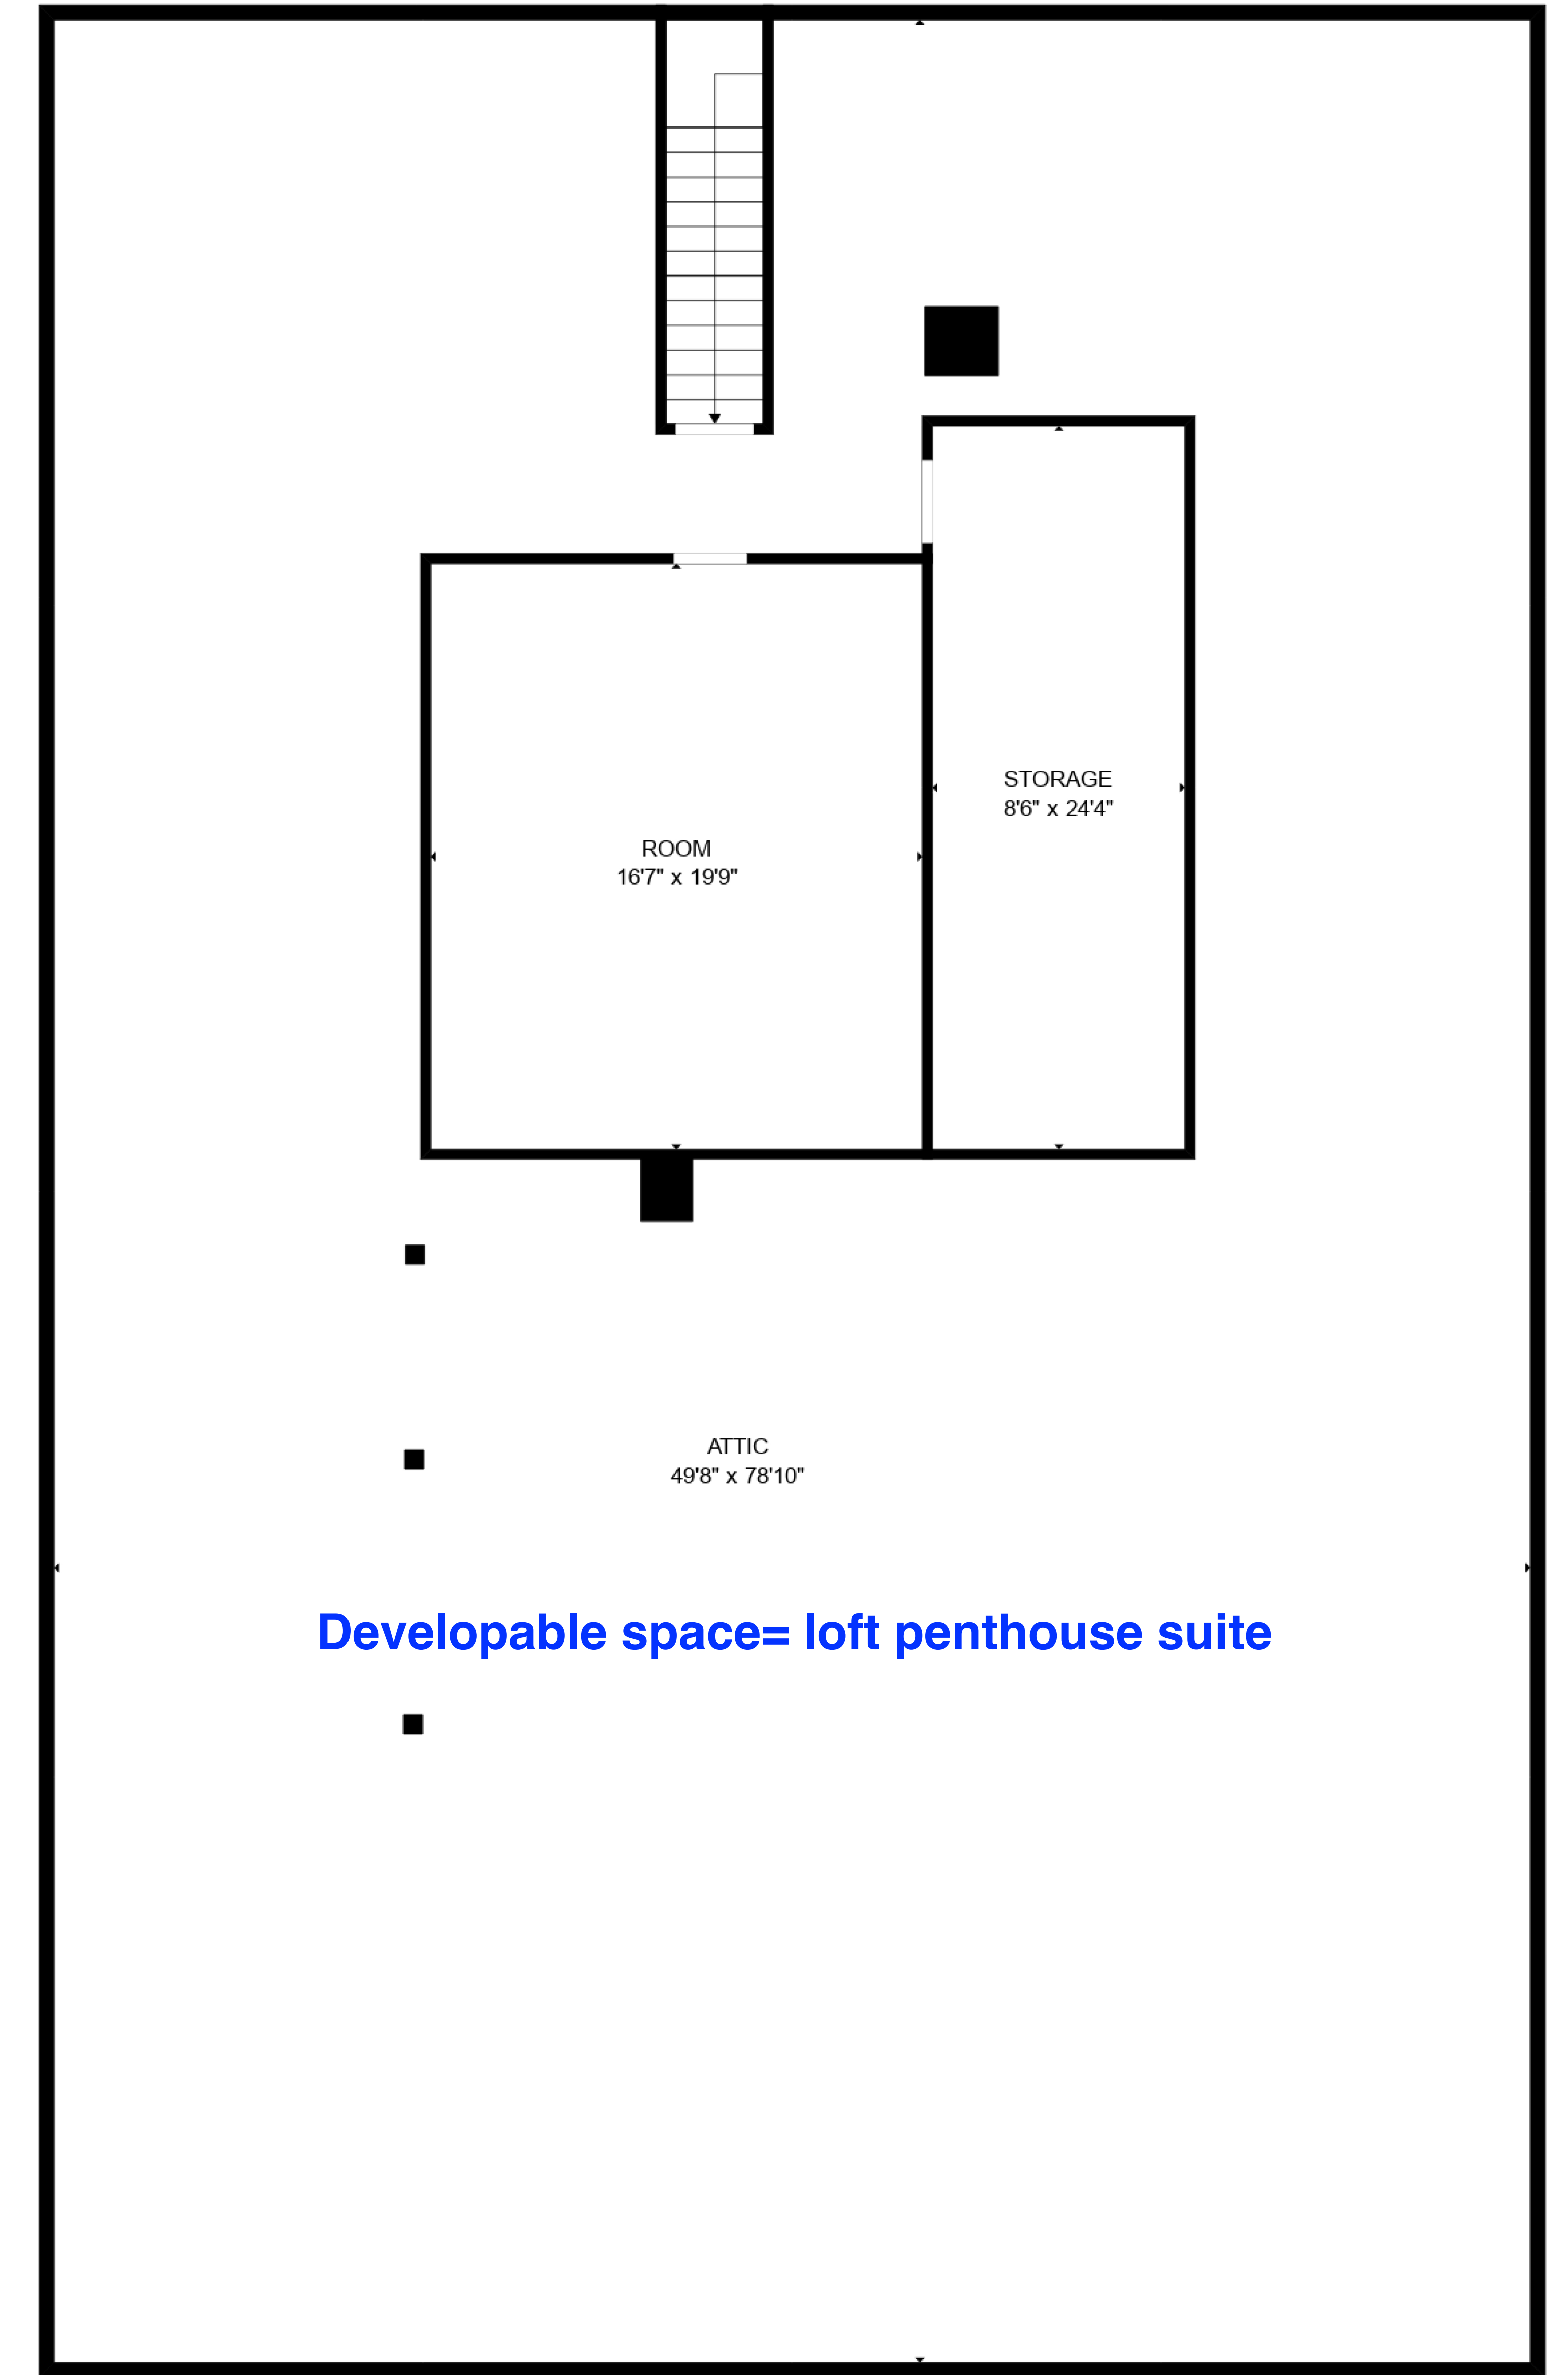 STORAGE
8'6" x 24'4"
ROOM
16'7" x 19'9"
ATTIC
49'8" x 78'10"
Developable space= loft penthouse suite